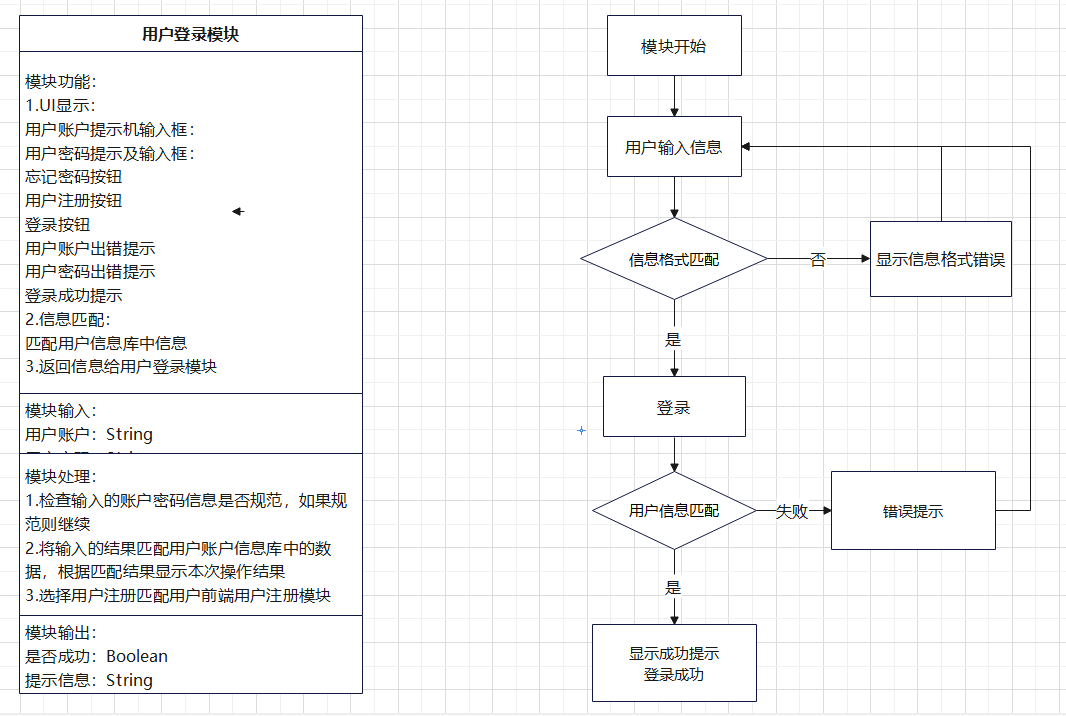 用户登录模块
模块功能：
1.UI显示：
用户账户提示机输入框：
用户密码提示及输入框：
忘记密码按钮
用户注册按钮
登录按钮
用户账户出错提示
用户密码出错提示
登录成功提示
2.信息匹配：
匹配用户信息库中信息
3.返回信息给用户登录模块
模块输入：
用户账户：String
模块处理：
1.检查输入的账户密码信息是否规范，如果规
范则继续
2.将输入的结果匹配用户账户信息库中的数
据，根据匹配结果显示本次操作结果
3.选择用户注册匹配用户前端用户注册模块
模块输出：
是否成功：Boolean
提示信息：String
模块开始
用户输入信息
信息格式匹配
否
显示信息格式错误
是
登录
用户信息匹配
失败
错误提示
是
显示成功提示
登录成功